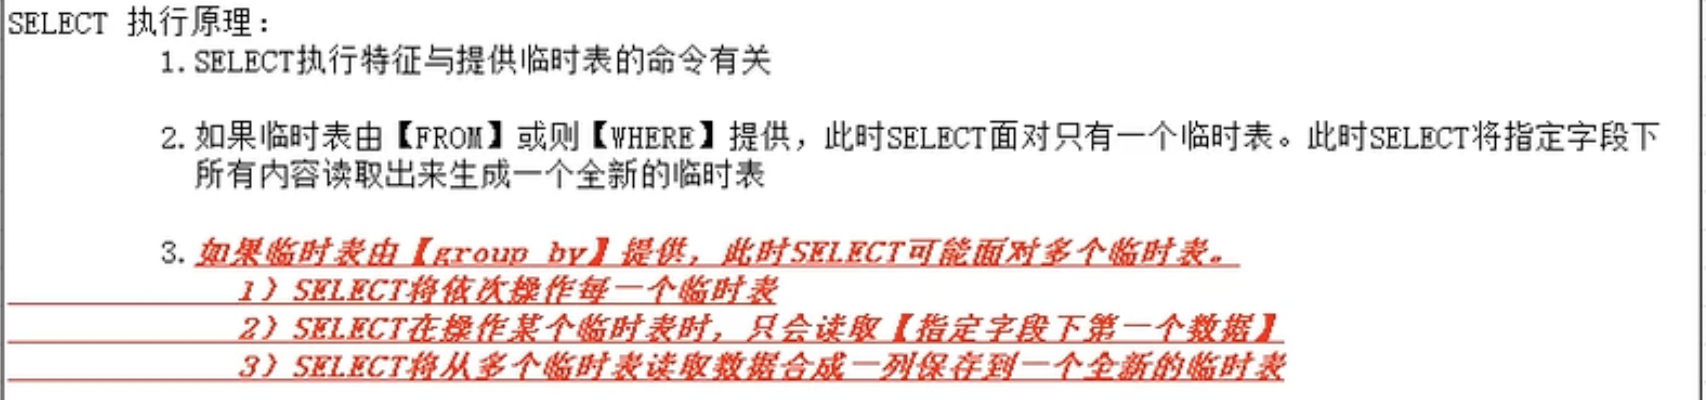 SELECT 执行原理:
1. SELECT执行特征与提供临时表的命令有关
2. 如果临时表由【FROM】或则【WHERE】提供，此时SELECT面对只有一个临时表。此时SELECT将指定字段下
所有内容读取出来生成一个全新的临时表
3. 如果临时表由【group by】提供，此时SELECT可能面对多个临时表。
1）SELECT将依次操作每一个临时表
2）SELECT在操作某个临时表时，只会读取【指定字段下第一个数据】
3）SELECT将从多个临时表读取数据合成一列保存到一个全新的临时表